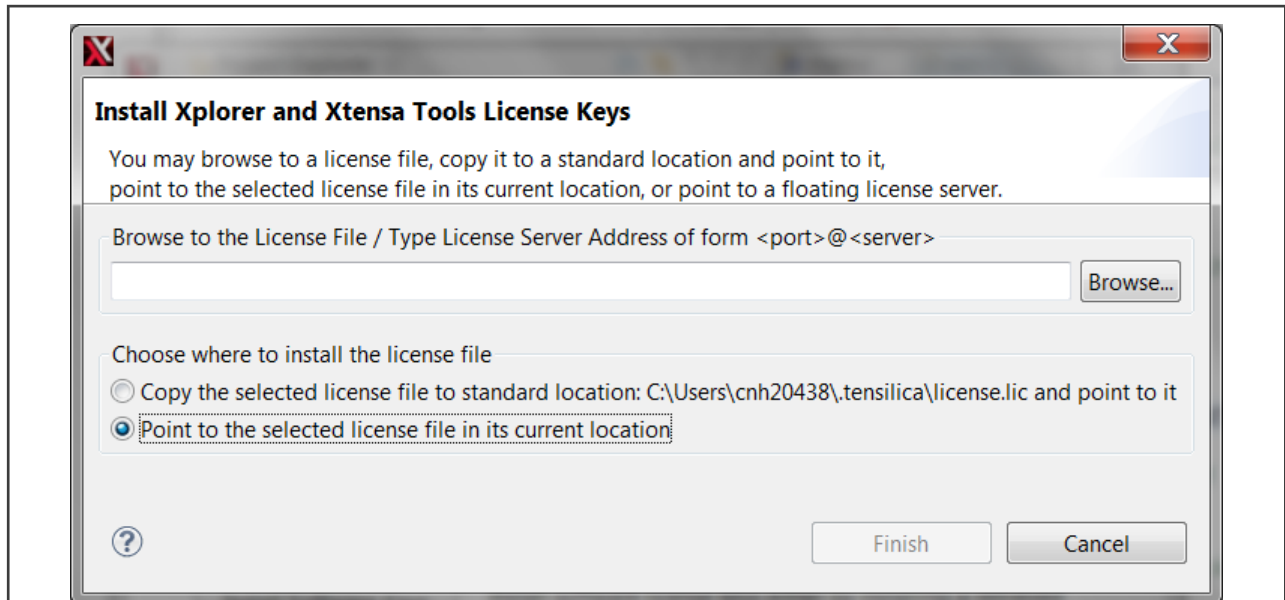 Install Xplorer and Xtensa Tools License Keys
You may browse to a license file, copy it to a standard location and point to it,
point to the selected license file in its current location, or point to a floating license server.
Browse to the License File / Type License Server Address of form <port>@<server>
Browse...
Choose where to install the license file
Copy the selected license file to standard location: C:\Users\cnh20438\.tensilica\license.lic and point to it
Point to the selected license file in its current location
Finish
Cancel